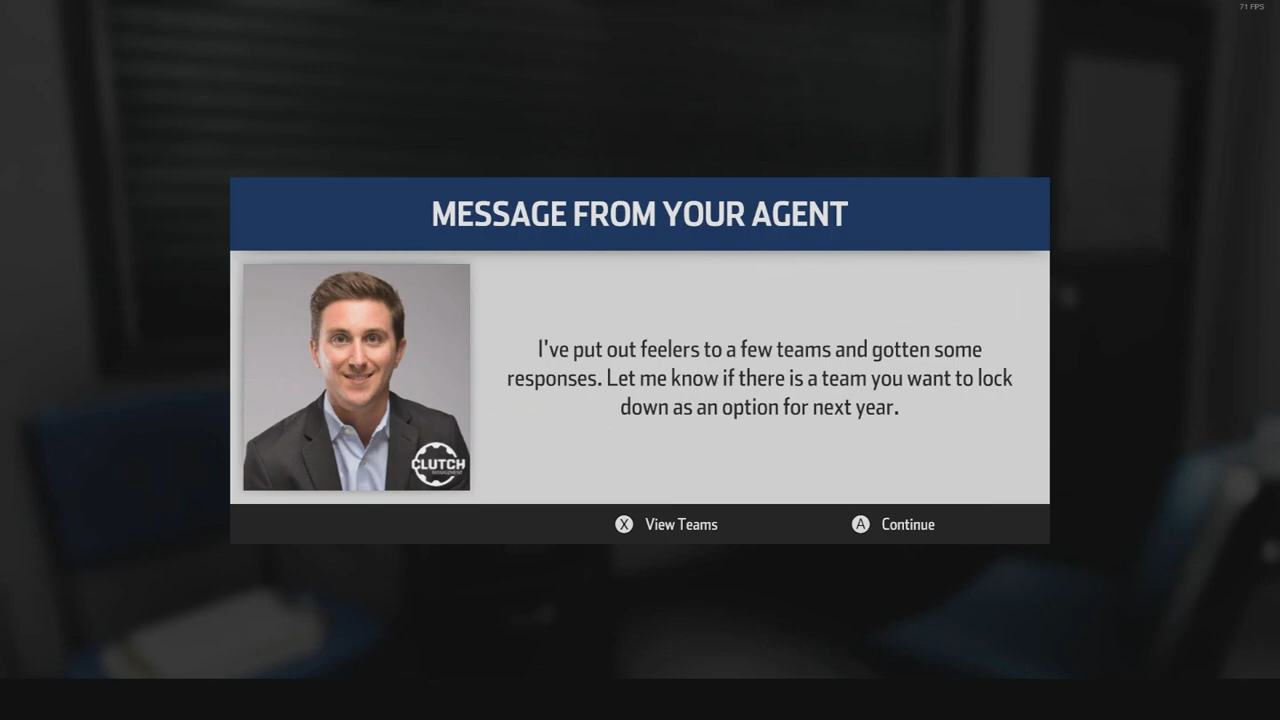 71 FPS
MESSAGE FROM YOUR AGENT
I've put out feelers to a few teams and gotten some
responses. Let me know if there is a team you want to lock
down as an option for next year.
CLUTCH
MANAGEMENT
X View Teams
A Continue